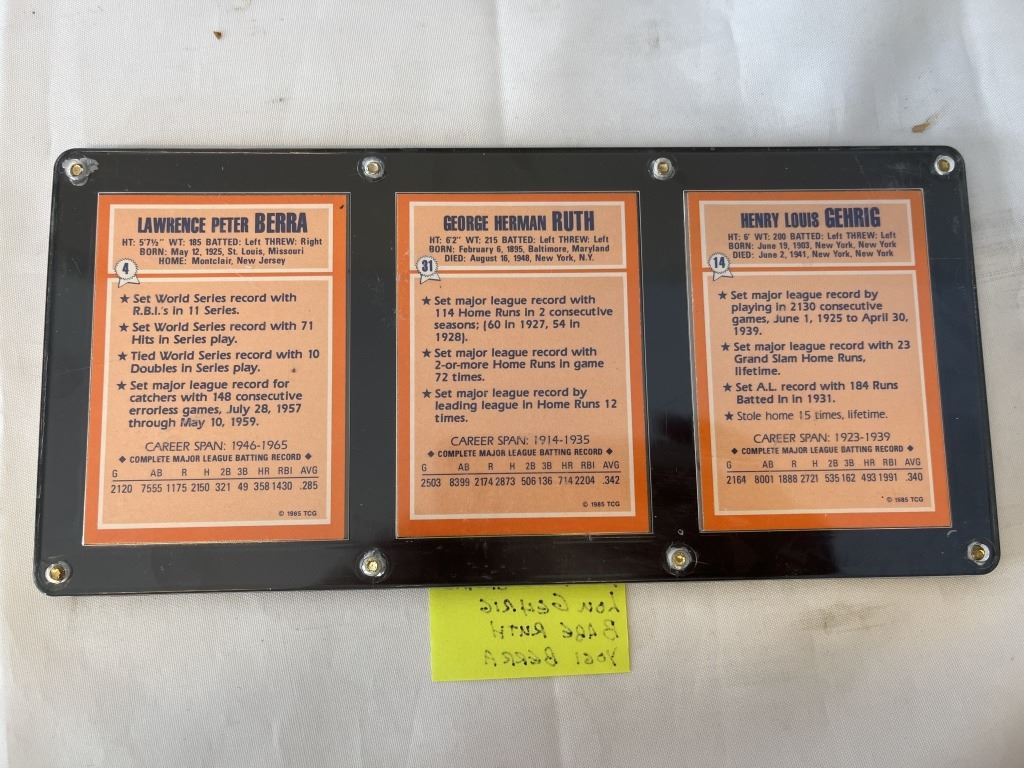 LAWRENCE PETER BERRA
HT: 5'7½" WT: 185 BATTED: Left THREW: Right
BORN: May 12, 1925, St. Louis, Missouri
HOME: Montclair, New Jersey
4
★ Set World Series record with
R.B.I.'s in 11 Series.
★ Set World Series record with 71
Hits in Series play.
★ Tied World Series record with 10
Doubles in Series play.
★ Set major league record for
catchers with 148 consecutive
errorless games, July 28, 1957
through May 10, 1959.
CAREER SPAN: 1946-1965
◆ COMPLETE MAJOR LEAGUE BATTING RECORD ◆
G AB R H 2B 3B HR RBI AVG
2120 7555 1175 2150 321 49 358 1430 .285
© 1985 TCG
GEORGE HERMAN RUTH
HT: 6'2" WT: 215 BATTED: Left THREW: Left
BORN: February 6, 1895, Baltimore, Maryland
DIED: August 16, 1948, New York, N.Y.
31
★ Set major league record with
114 Home Runs in 2 consecutive
seasons; (60 in 1927, 54 in
1928).
★ Set major league record with
2-or-more Home Runs in game
72 times.
★ Set major league record by
leading league in Home Runs 12
times.
CAREER SPAN: 1914-1935
◆ COMPLETE MAJOR LEAGUE BATTING RECORD ◆
G AB R H 2B 3B HR RBI AVG
2503 8399 2174 2873 506 136 714 2204 .342
© 1985 TCG
HENRY LOUIS GEHRIG
HT: 6' WT: 200 BATTED: Left THREW: Left
BORN: June 19, 1903, New York, New York
DIED: June 2, 1941, New York, New York
14
★ Set major league record by
playing in 2130 consecutive
games, June 1, 1925 to April 30,
1939.
★ Set major league record with 23
Grand Slam Home Runs,
lifetime.
★ Set A.L. record with 184 Runs
Batted In in 1931.
★ Stole home 15 times, lifetime.
CAREER SPAN: 1923-1939
◆ COMPLETE MAJOR LEAGUE BATTING RECORD ◆
G AB R H 2B 3B HR RBI AVG
2164 8001 1888 2721 535 162 493 1991 .340
© 1985 TCG
LOU GEHRIG
BABE RUTH
YOGI BERRA